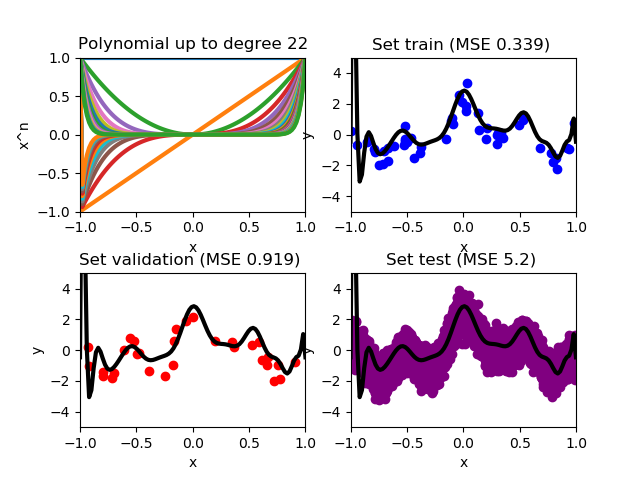 Polynomial up to degree 22
x^n
1.0
0.5
0.0
−0.5
−1.0
−1.0 −0.5 0.0 0.5 1.0
x
Set train (MSE 0.339)
y
4
2
0
−2
−4
−1.0 −0.5 0.0 0.5 1.0
x
Set validation (MSE 0.919)
y
4
2
0
−2
−4
−1.0 −0.5 0.0 0.5 1.0
x
Set test (MSE 5.2)
y
4
2
0
−2
−4
−1.0 −0.5 0.0 0.5 1.0
x